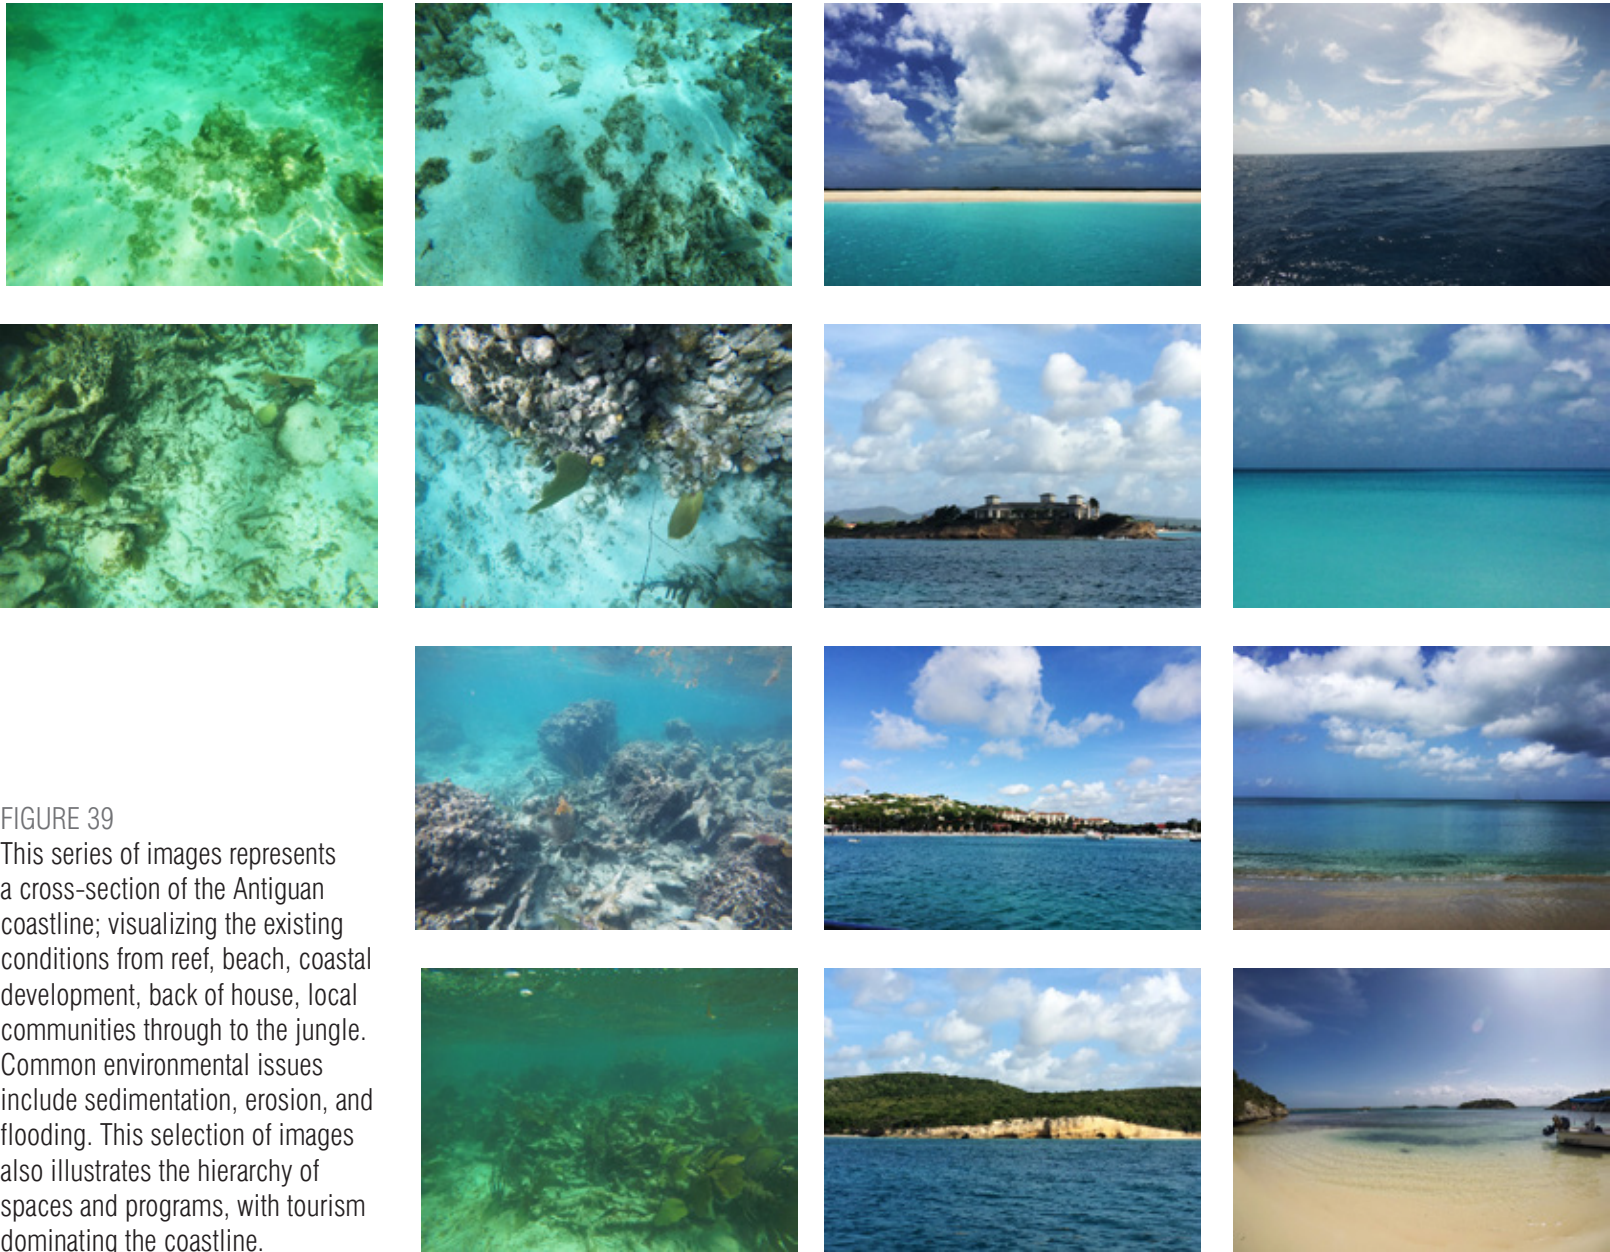 FIGURE 39
This series of images represents
a cross-section of the Antiguan
coastline; visualizing the existing
conditions from reef, beach, coastal
development, back of house, local
communities through to the jungle.
Common environmental issues
include sedimentation, erosion, and
flooding. This selection of images
also illustrates the hierarchy of
spaces and programs, with tourism
dominating the coastline.